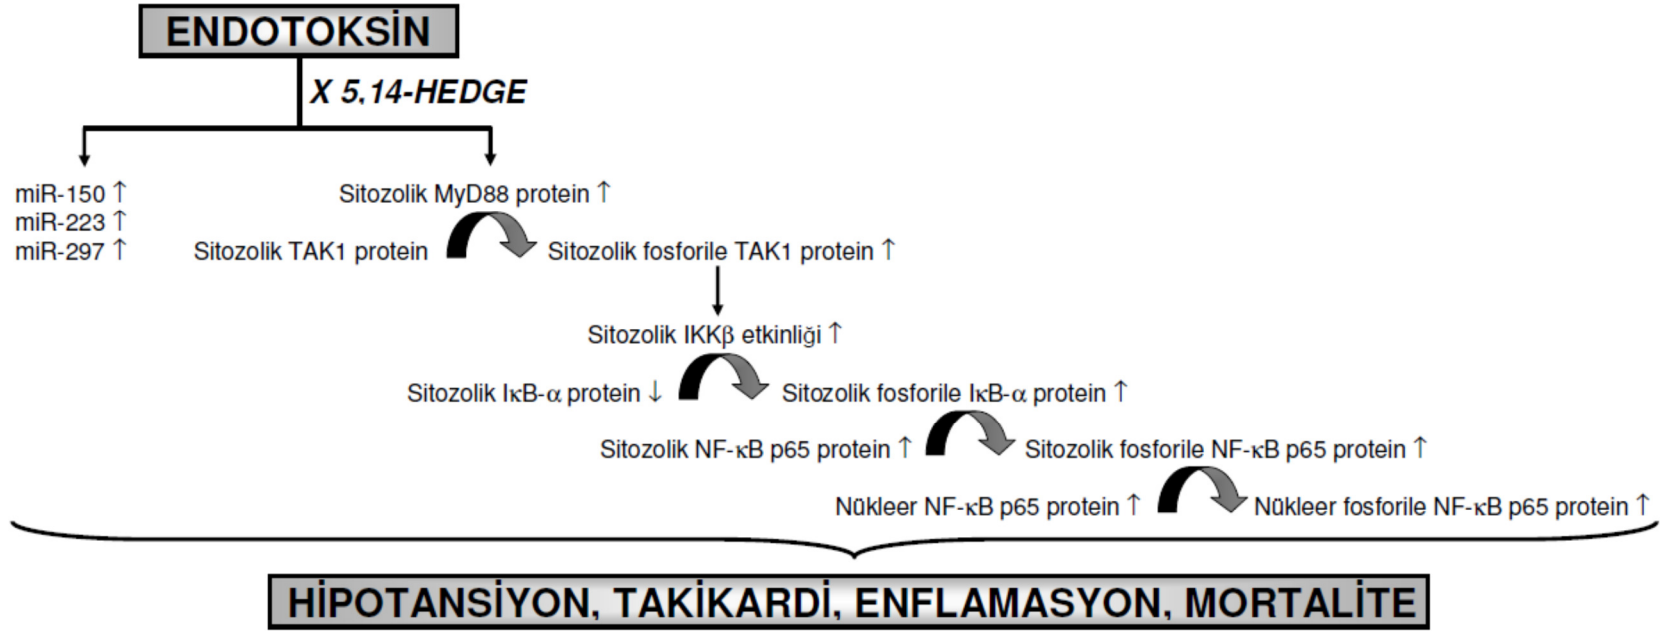 ENDOTOKSİN
X 5,14-HEDGE
miR-150 ↑
Sitozolik MyD88 protein ↑
miR-223 ↑
miR-297 ↑
Sitozolik TAK1 protein
Sitozolik fosforile TAK1 protein ↑
Sitozolik IKKβ etkinliği ↑
Sitozolik IκB-α protein ↓
Sitozolik fosforile IκB-α protein ↑
Sitozolik NF-κB p65 protein ↑
Sitozolik fosforile NF-κB p65 protein ↑
Nükleer NF-κB p65 protein ↑
Nükleer fosforile NF-κB p65 protein ↑
HİPOTANSİYON, TAKİKARDİ, ENFLAMASYON, MORTALİTE